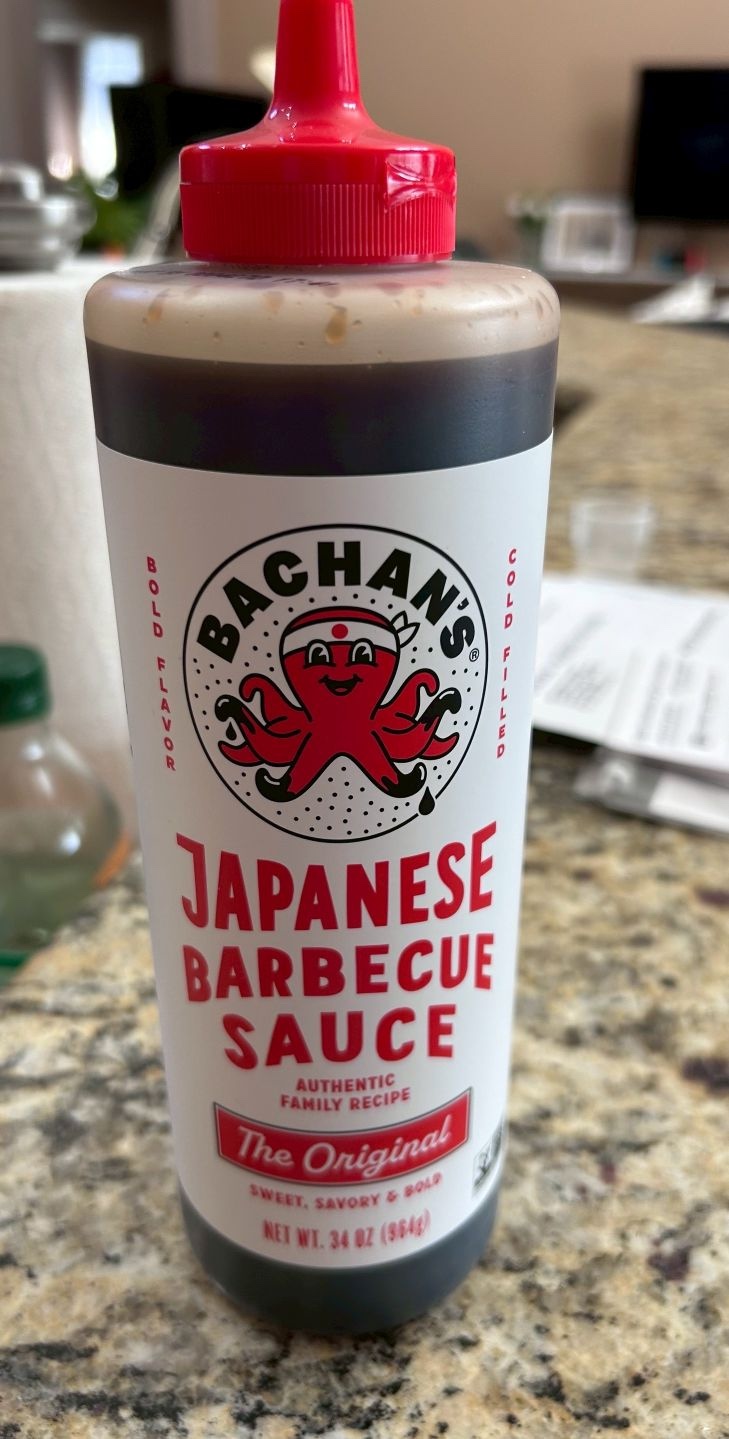 BACHAN'S®
BOLD FLAVOR
COLD FILLED
JAPANESE
BARBECUE
SAUCE
AUTHENTIC
FAMILY RECIPE
The Original
SWEET, SAVORY & BOLD
NET WT. 34 OZ (964g)